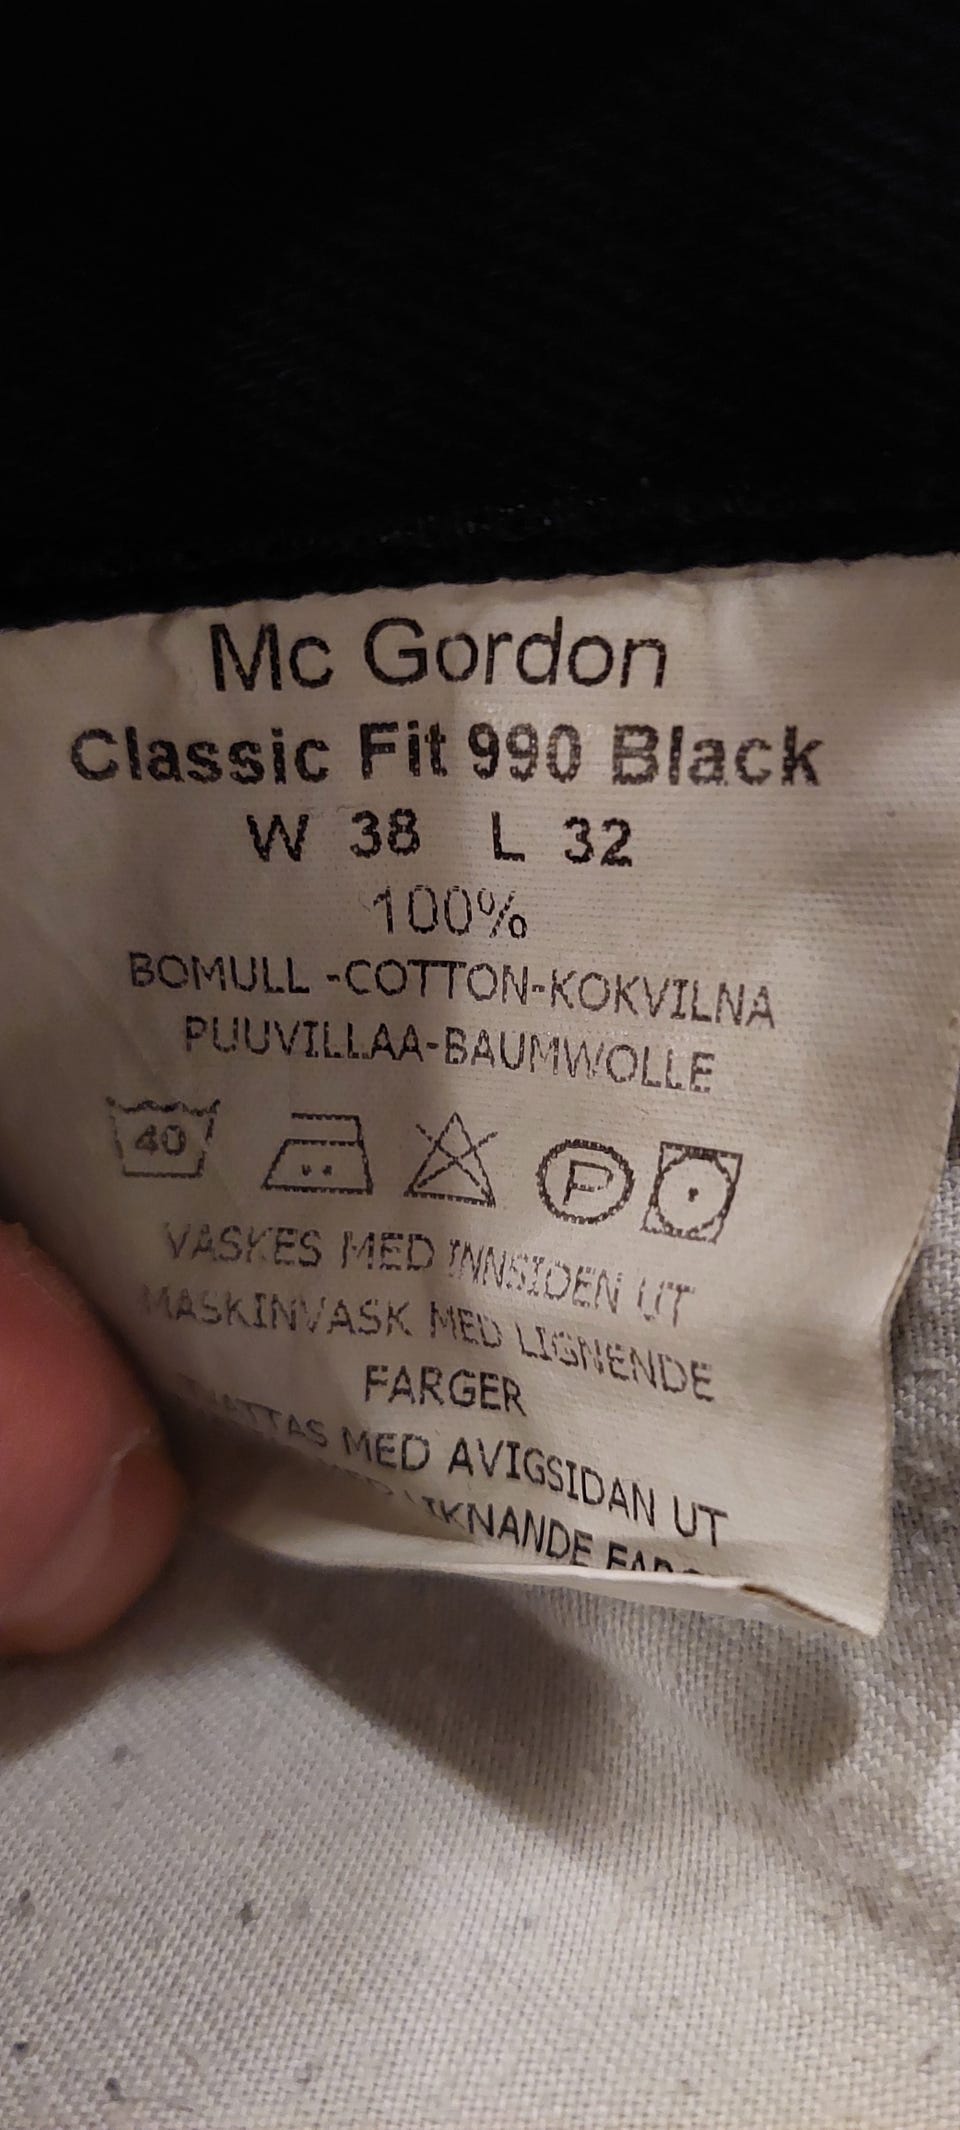 Mc Gordon
Classic Fit 990 Black
W 38 L 32
100%
BOMULL -COTTON-KOKVILNA
PUUVILLAA-BAUMWOLLE
40 P
VASKES MED INNSIDEN UT
MASKINVASK MED LIGNENDE
FARGER
MED AVIGSIDAN UT